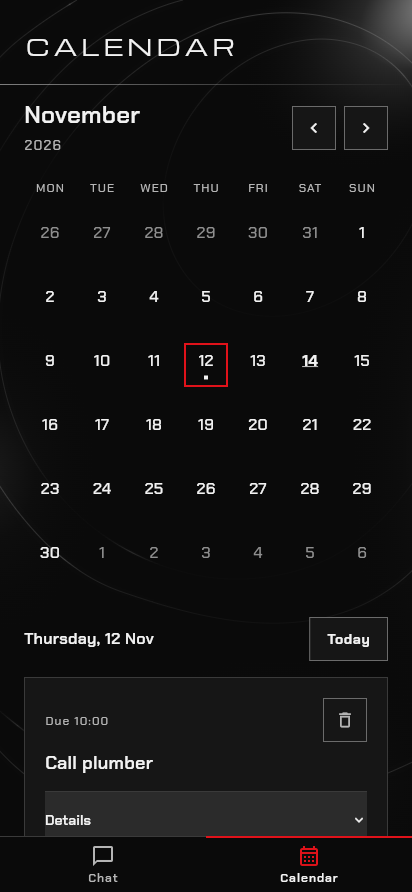 CALENDAR
November
2026
MON TUE WED THU FRI SAT SUN
26 27 28 29 30 31 1
2 3 4 5 6 7 8
9 10 11 12 13 14 15
16 17 18 19 20 21 22
23 24 25 26 27 28 29
30 1 2 3 4 5 6
Thursday, 12 Nov
Today
Due 10:00
Call plumber
Details
Chat
Calendar